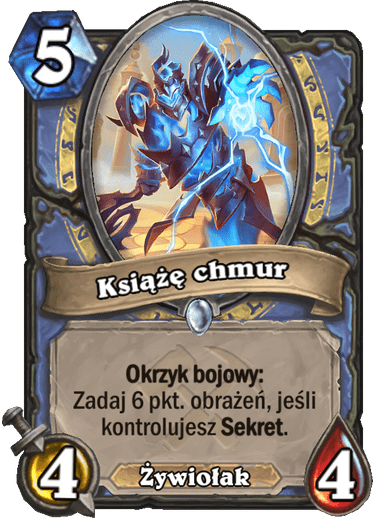 5
Książę chmur
Okrzyk bojowy:
Zadaj 6 pkt. obrażeń, jeśli
kontrolujesz Sekret.
4
Żywiołak
4